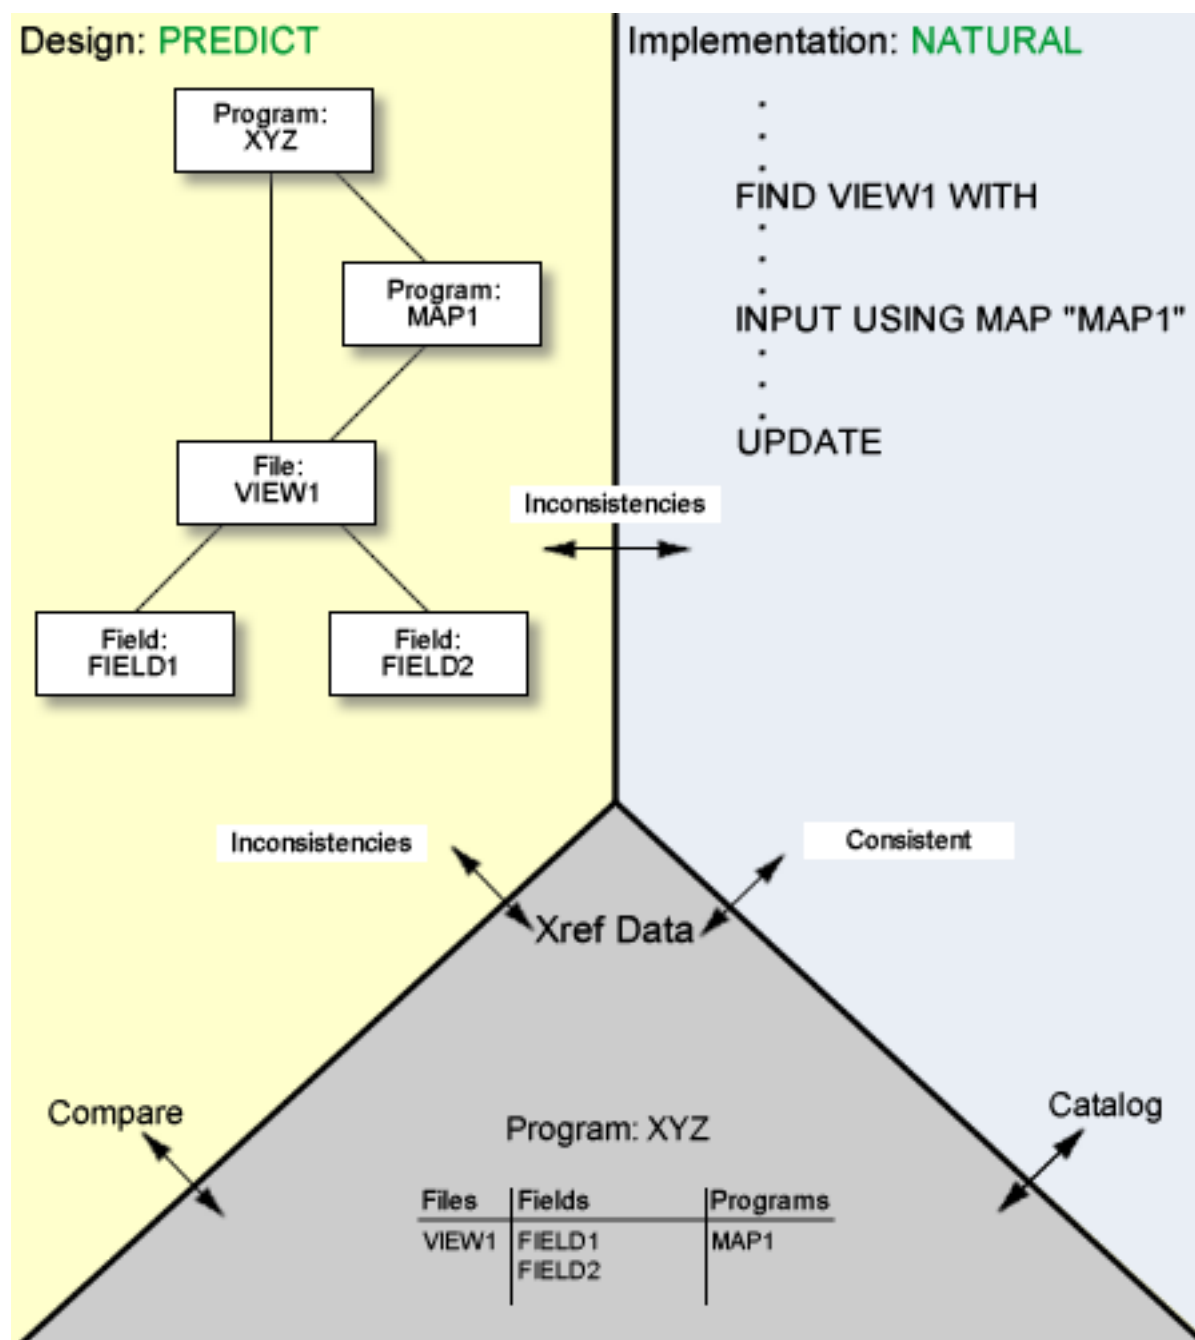 Design: PREDICT
Program:
XYZ
Program:
MAP1
File:
VIEW1
Field:
FIELD1
Field:
FIELD2
Implementation: NATURAL
.
.
.
FIND VIEW1 WITH
.
.
.
INPUT USING MAP "MAP1"
.
.
.
UPDATE
Inconsistencies
Inconsistencies
Consistent
Xref Data
Compare
Catalog
Program: XYZ
Files Fields Programs
VIEW1 FIELD1 MAP1
FIELD2